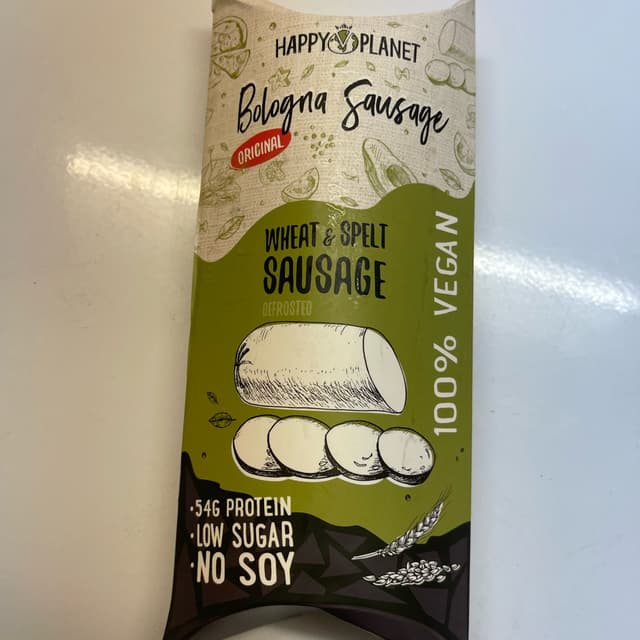 HAPPY PLANET
Bologna Sausage
ORIGINAL
WHEAT & SPELT
SAUSAGE
DEFROSTED
100% VEGAN
·54G PROTEIN
·LOW SUGAR
·NO SOY